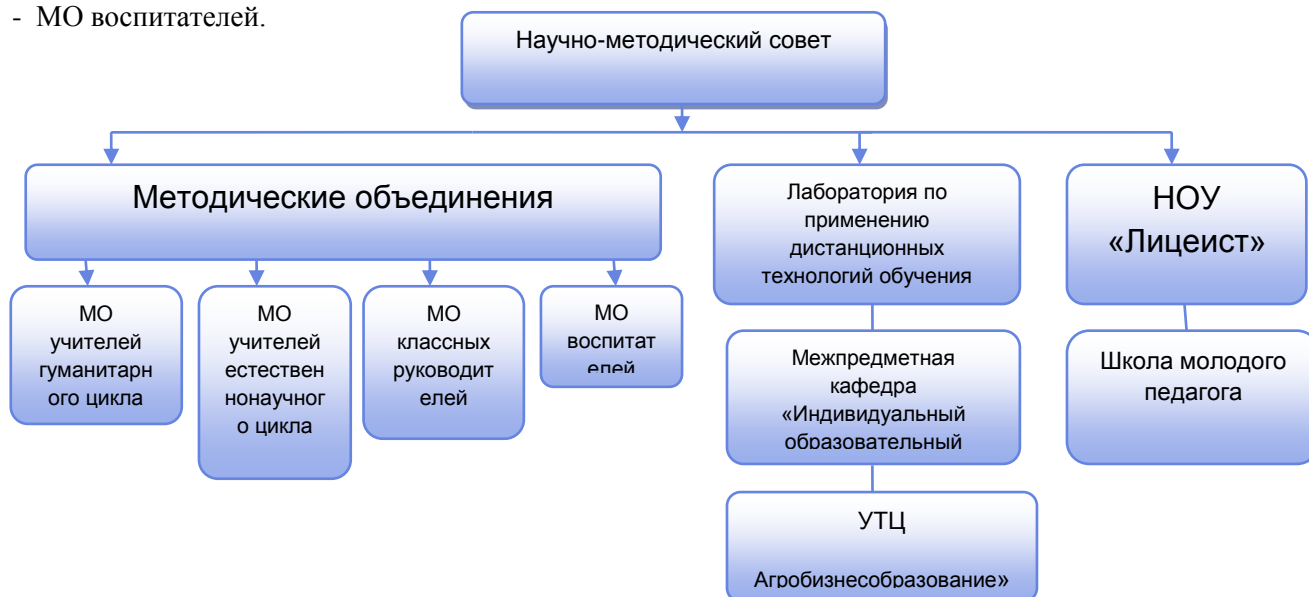 - МО воспитателей.
Научно-методический совет
Методические объединения
Лаборатория по
применению
дистанционных
технологий обучения
НОУ
«Лицеист»
МО
учителей
гуманитарн
ого цикла
МО
учителей
естествен
нонаучног
о цикла
МО
классных
руководит
елей
МО
воспитат
елей
Межпредметная
кафедра
«Индивидуальный
образовательный
Школа молодого
педагога
УТЦ
Агробизнесобразование»